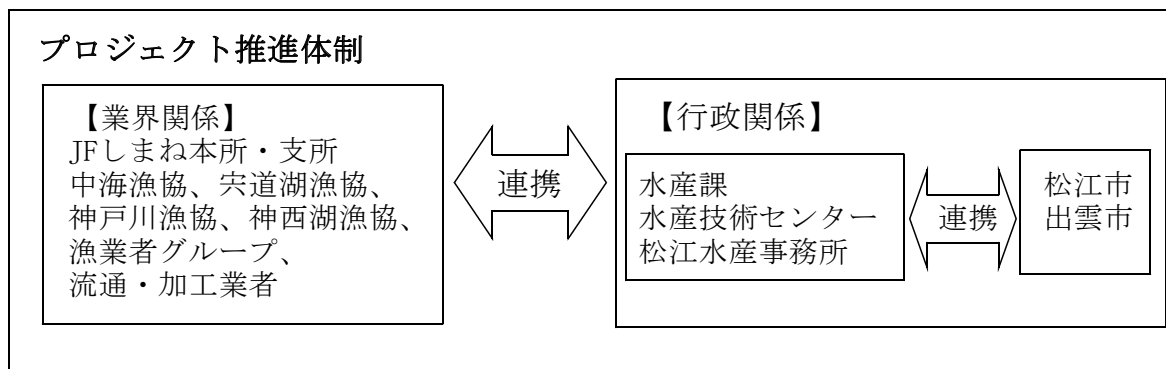 プロジェクト推進体制
【業界関係】
JFしまね本所・支所
中海漁協、宍道湖漁協、
神戸川漁協、神西湖漁協、
漁業者グループ、
流通・加工業者
連携
【行政関係】
水産課
水産技術センター
松江水産事務所
連携
松江市
出雲市